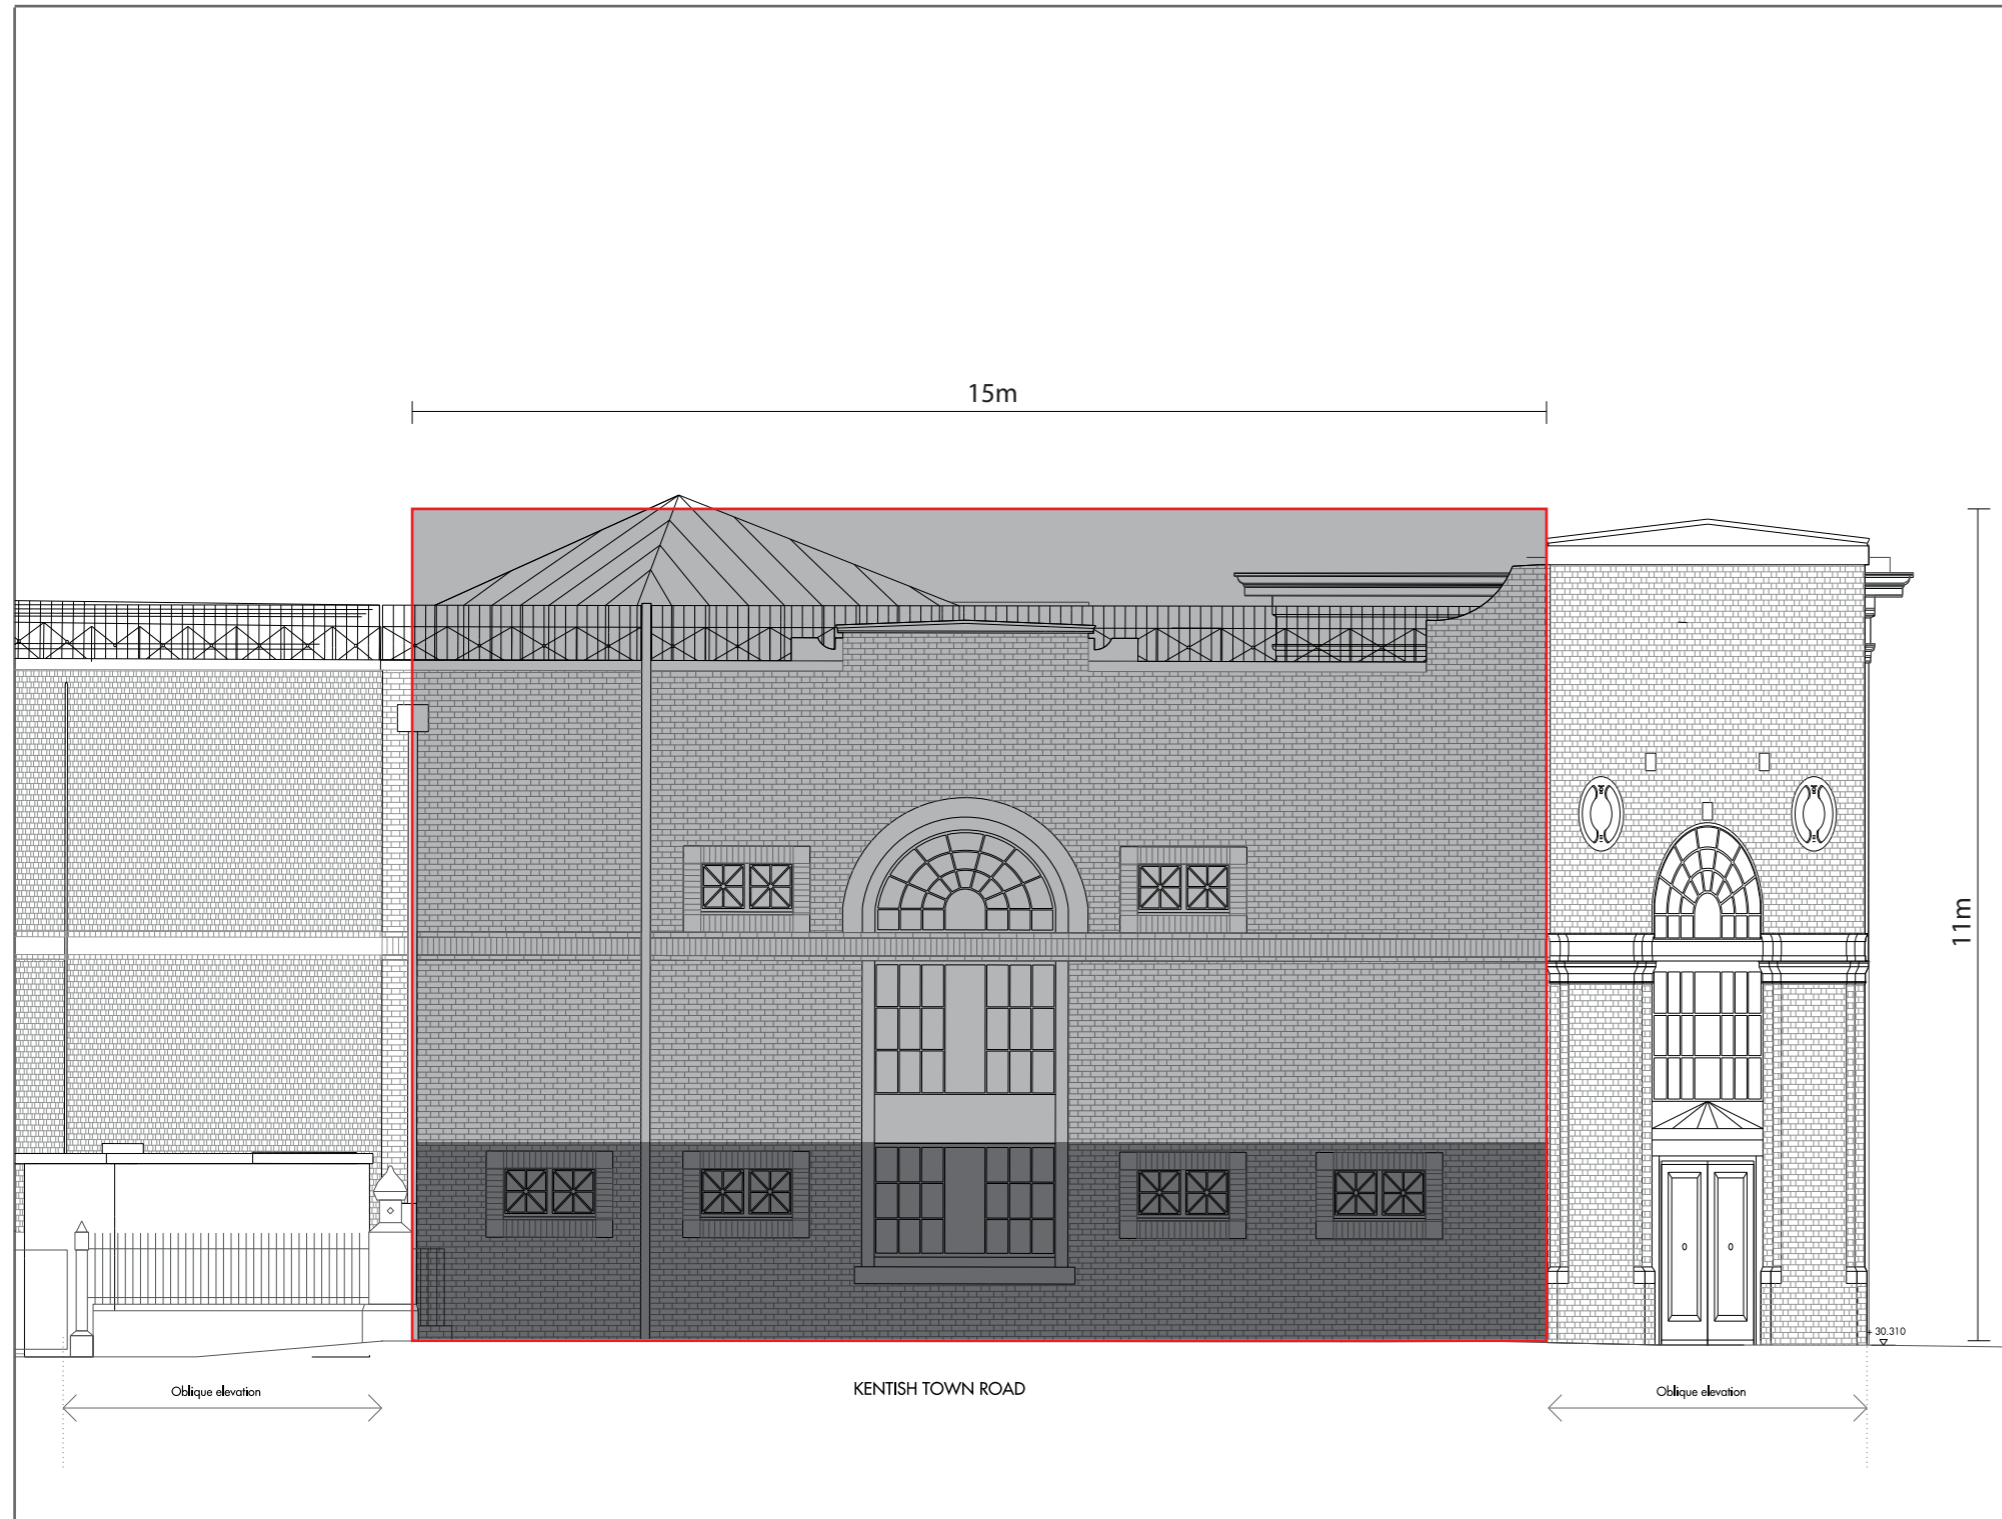 15m
11m
30.310
Oblique elevation
KENTISH TOWN ROAD
Oblique elevation